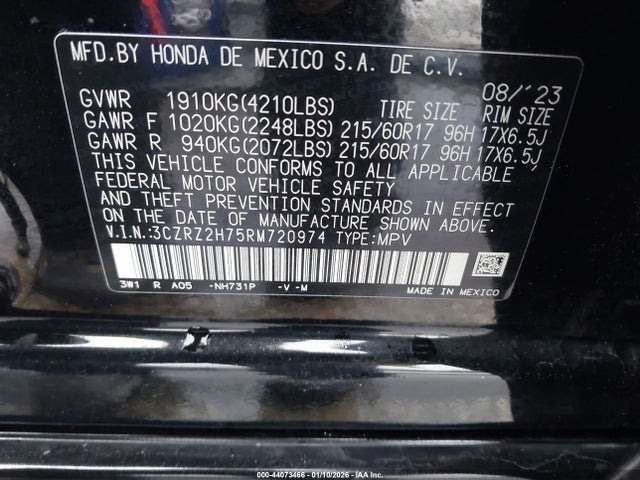 MFD. BY HONDA DE MEXICO S.A. DE C.V.
08/'23
GVWR 1910KG(4210LBS) TIRE SIZE RIM SIZE
GAWR F 1020KG(2248LBS) 215/60R17 96H 17X6.5J
GAWR R 940KG(2072LBS) 215/60R17 96H 17X6.5J
THIS VEHICLE CONFORMS TO ALL APPLICABLE
FEDERAL MOTOR VEHICLE SAFETY
AND THEFT PREVENTION STANDARDS IN EFFECT
ON THE DATE OF MANUFACTURE SHOWN ABOVE.
V.I.N.:3CZRZ2H75RM720974 TYPE:MPV
3W1 R A05 -NH731P -V -M MADE IN MEXICO
000-44073466 - 01/10/2026 - IAA Inc.